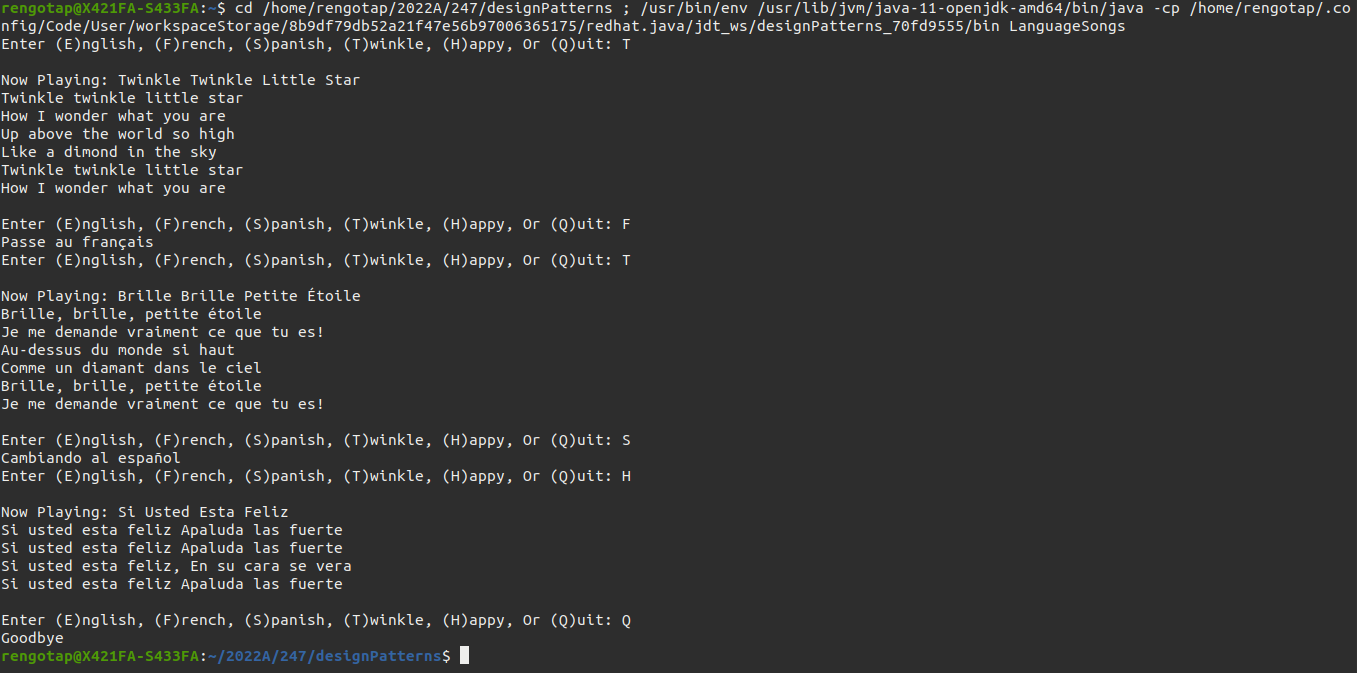 rengotap@X421FA-S433FA:~$ cd /home/rengotap/2022A/247/designPatterns ; /usr/bin/env /usr/lib/jvm/java-11-openjdk-amd64/bin/java -cp /home/rengotap/.co
nfig/Code/User/workspaceStorage/8b9df79db52a21f47e56b97006365175/redhat.java/jdt_ws/designPatterns_70fd9555/bin LanguageSongs
Enter (E)nglish, (F)rench, (S)panish, (T)winkle, (H)appy, Or (Q)uit: T
Now Playing: Twinkle Twinkle Little Star
Twinkle twinkle little star
How I wonder what you are
Up above the world so high
Like a dimond in the sky
Twinkle twinkle little star
How I wonder what you are
Enter (E)nglish, (F)rench, (S)panish, (T)winkle, (H)appy, Or (Q)uit: F
Passe au français
Enter (E)nglish, (F)rench, (S)panish, (T)winkle, (H)appy, Or (Q)uit: T
Now Playing: Brille Brille Petite Étoile
Brille, brille, petite étoile
Je me demande vraiment ce que tu es!
Au-dessus du monde si haut
Comme un diamant dans le ciel
Brille, brille, petite étoile
Je me demande vraiment ce que tu es!
Enter (E)nglish, (F)rench, (S)panish, (T)winkle, (H)appy, Or (Q)uit: S
Cambiando al español
Enter (E)nglish, (F)rench, (S)panish, (T)winkle, (H)appy, Or (Q)uit: H
Now Playing: Si Usted Esta Feliz
Si usted esta feliz Apaluda las fuerte
Si usted esta feliz Apaluda las fuerte
Si usted esta feliz, En su cara se vera
Si usted esta feliz Apaluda las fuerte
Enter (E)nglish, (F)rench, (S)panish, (T)winkle, (H)appy, Or (Q)uit: Q
Goodbye
rengotap@X421FA-S433FA:~/2022A/247/designPatterns$